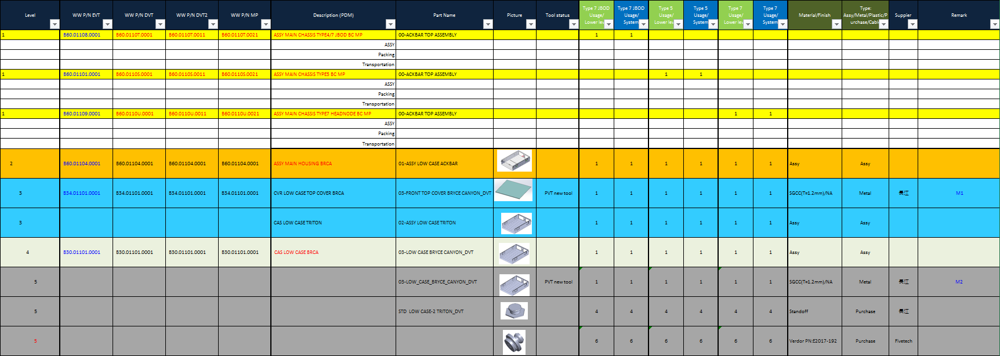 Level WW P/N EVT WW P/N DVT WW P/N DVT2 WW P/N MP Description (PDM) Part Name Picture Tool status Type 7 JBOD Usage/ Lower lev Type 7 JBOD Usage/ System Type 5 Usage/ Lower lev Type 5 Usage/ System Type 7 Usage/ Lower lev Type 7 Usage/ System Material/Finish Type: Assy/Metal/Plastic/P urchase/Cabl Suppier Remark
1 B60.01108.0001 B60.0110T.0001 B60.0110T.0011 B60.0110T.0021 ASSY MAIN CHASSIS TYPE4/7 JBOD BC MP 00-ACKBAR TOP ASSEMBLY 1 1
ASSY
Packing
Transportation
1 B60.01101.0001 B60.0110S.0001 B60.0110S.0011 B60.0110S.0021 ASSY MAIN CHASSIS TYPE5 BC MP 00-ACKBAR TOP ASSEMBLY 1 1
ASSY
Packing
Transportation
1 B60.01109.0001 B60.0110U.0001 B60.0110U.0011 B60.0110U.0021 ASSY MAIN CHASSIS TYPE7 HEADNODE BC MP 00-ACKBAR TOP ASSEMBLY 1 1
ASSY
Packing
Transportation
2 B60.01104.0001 B60.01104.0001 B60.01104.0001 B60.01104.0001 ASSY MAIN HOUSING BRCA 01-ASSY LOW CASE ACKBAR 1 1 1 1 1 1 Assy Assy
3 B34.01101.0001 B34.01101.0001 B34.01101.0001 B34.01101.0001 CVR LOW CASE TOP COVER BRCA 03-FRONT TOP COVER BRYCE CANYON_DVT PVT new tool 1 1 1 1 1 1 SGCC(T=1.2mm)/NA Metal 長江 M1
3 CAS LOW CASE TRITON 02-ASSY LOW CASE TRITON 1 1 1 1 1 1 Assy Assy
4 B30.01101.0001 B30.01101.0001 B30.01101.0001 B30.01101.0001 CAS LOW CASE BRCA 03-LOW CASE BRYCE CANYON_DVT 1 1 1 1 1 1 Assy Assy
5 03-LOW_CASE_BRYCE_CANYON_DVT PVT new tool 1 1 1 1 1 1 SGCC(T=1.2mm)/NA Metal 長江 M2
5 STD LOW CASE-2 TRITON_DVT 4 4 4 4 4 4 Standoff Purchase 長江
5 6 6 6 6 6 6 Verdor PN:E2017-192 Purchase Fivetech